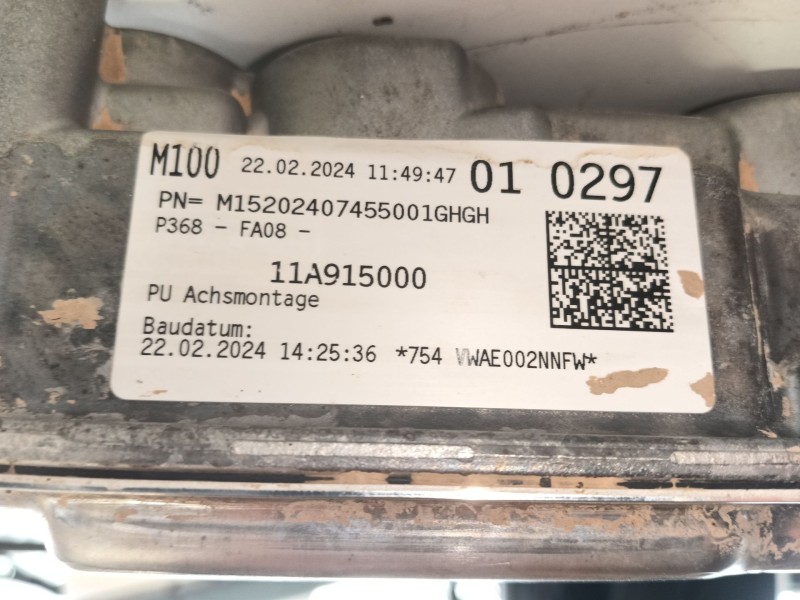 M100 22.02.2024 11:49:47 01 0297
PN= M15202407455001GHGH
P368 - FA08 -
11A915000
PU Achsmontage
Baudatum:
22.02.2024 14:25:36 *754 VWAE002NNFW*